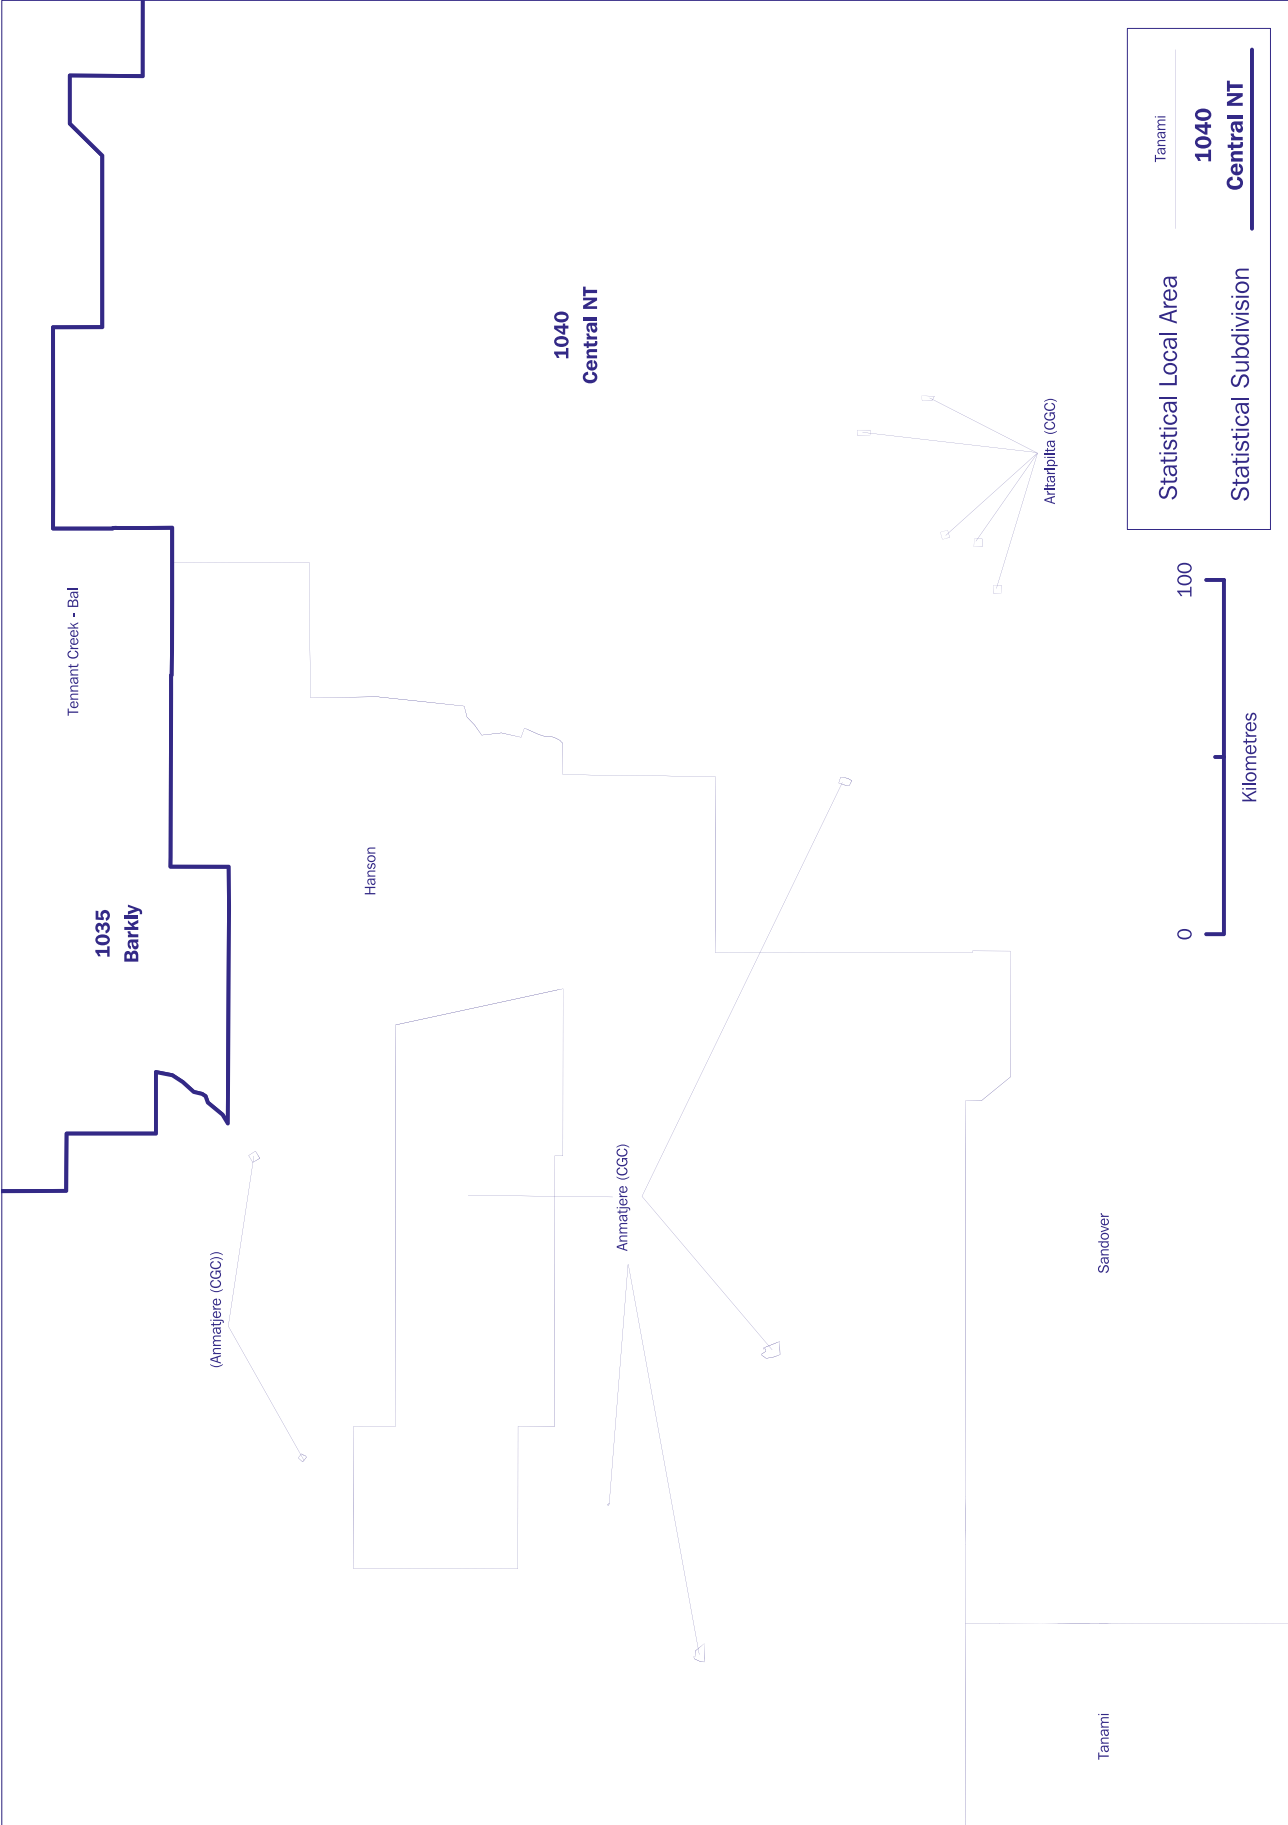 Tennant Creek - Bal
1035
Barkly
(Anmatjere (CGC))
Hanson
1040
Central NT
Anmatjere (CGC)
Arltarlpilta (CGC)
Tanami
Sandover
0
100
Kilometres
Statistical Local Area
Tanami
Statistical Subdivision
1040
Central NT